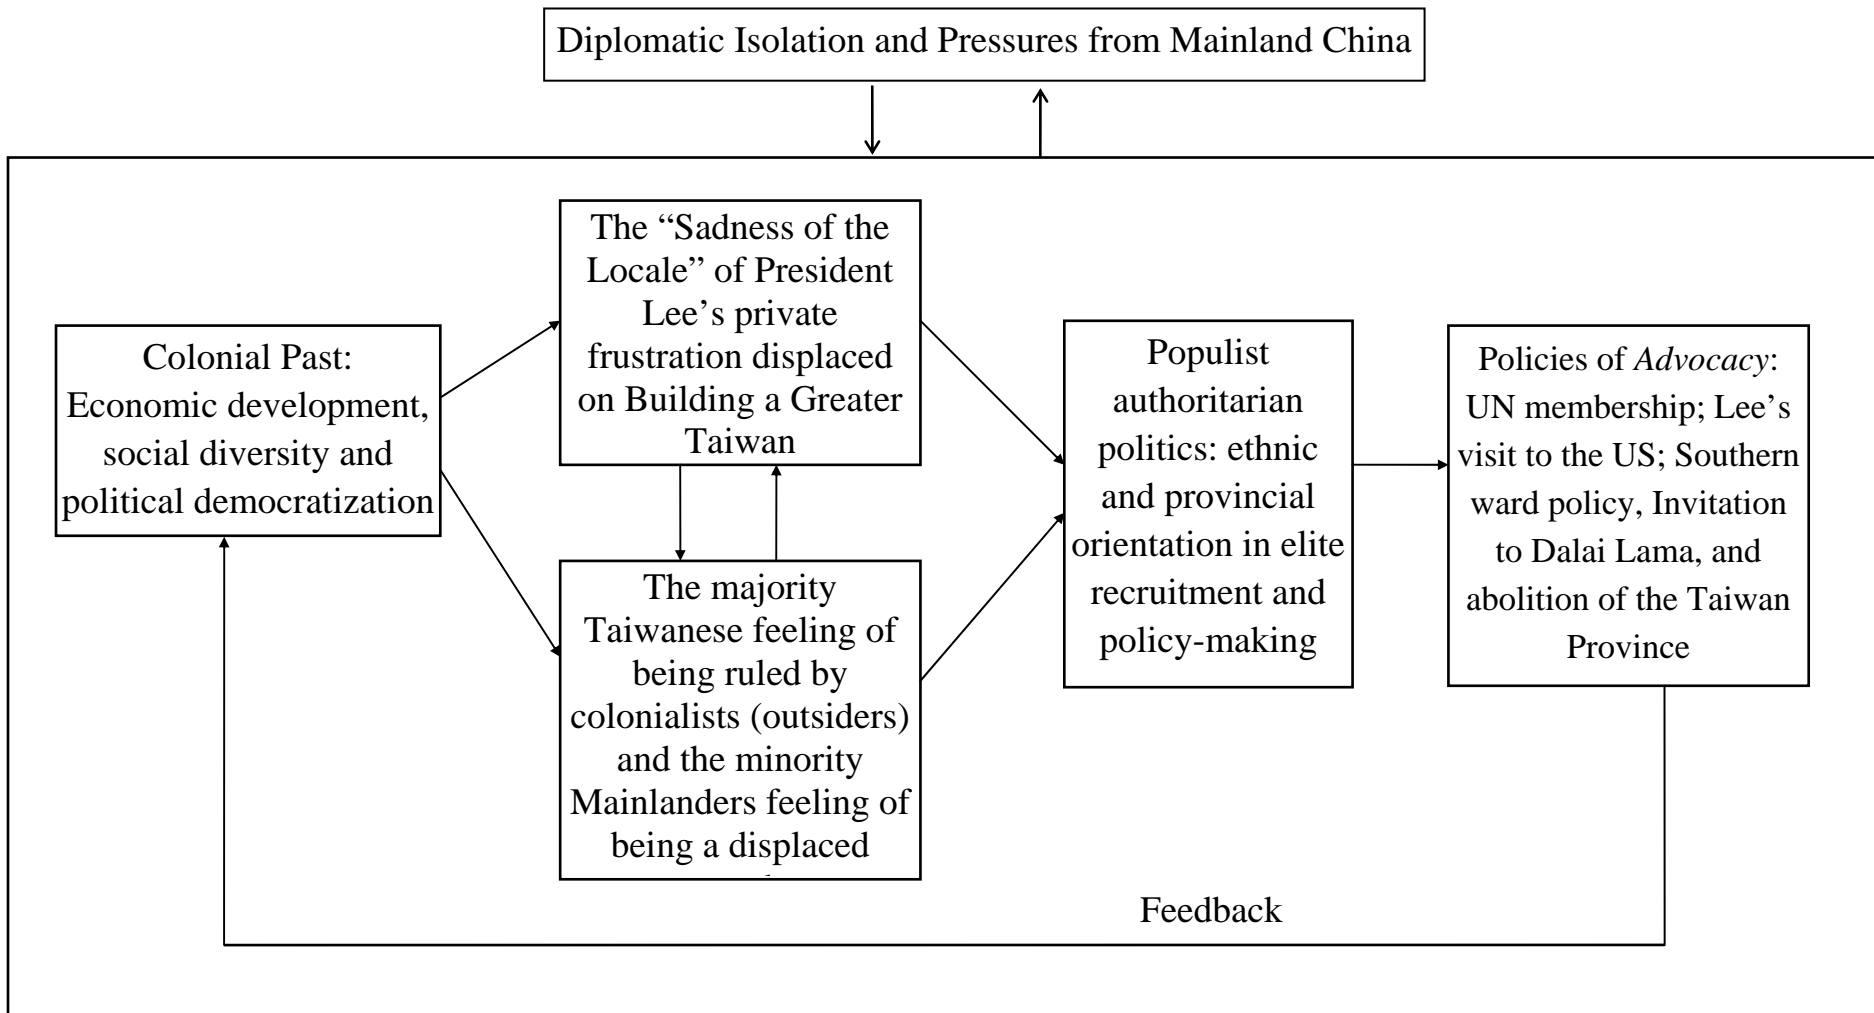 Diplomatic Isolation and Pressures from Mainland China
Colonial Past:
Economic development,
social diversity and
political democratization
The “Sadness of the
Locale” of President
Lee’s private
frustration displaced
on Building a Greater
Taiwan
The majority
Taiwanese feeling of
being ruled by
colonialists (outsiders)
and the minority
Mainlanders feeling of
being a displaced
Populist
authoritarian
politics: ethnic
and provincial
orientation in elite
recruitment and
policy-making
Policies of Advocacy:
UN membership; Lee’s
visit to the US; Southern
ward policy, Invitation
to Dalai Lama, and
abolition of the Taiwan
Province
Feedback